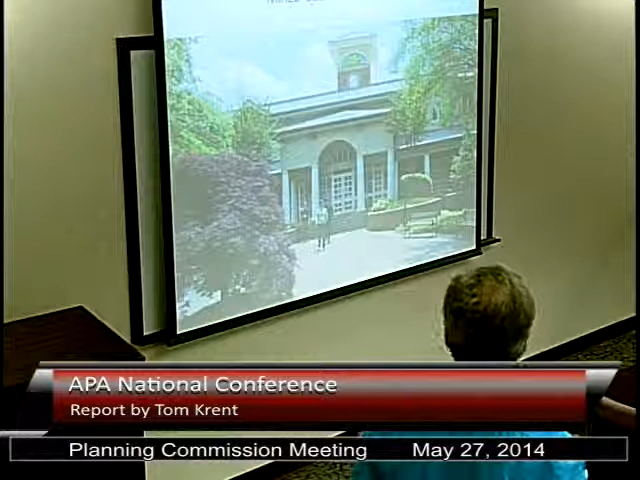 APA National Conference
Report by Tom Krent
Planning Commission Meeting May 27, 2014